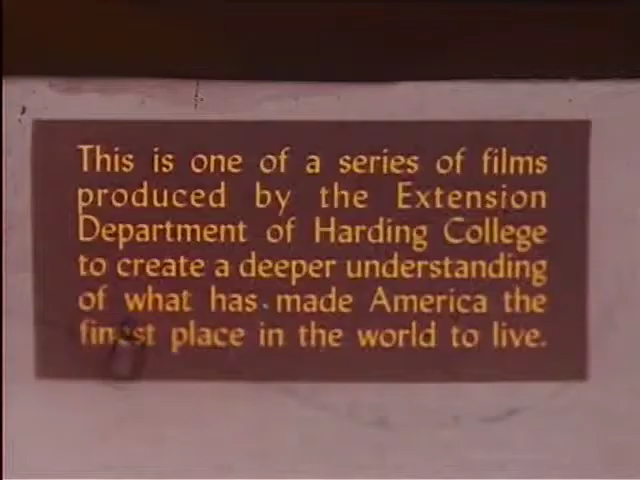 This is one of a series of films
produced by the Extension
Department of Harding College
to create a deeper understanding
of what has made America the
finest place in the world to live.